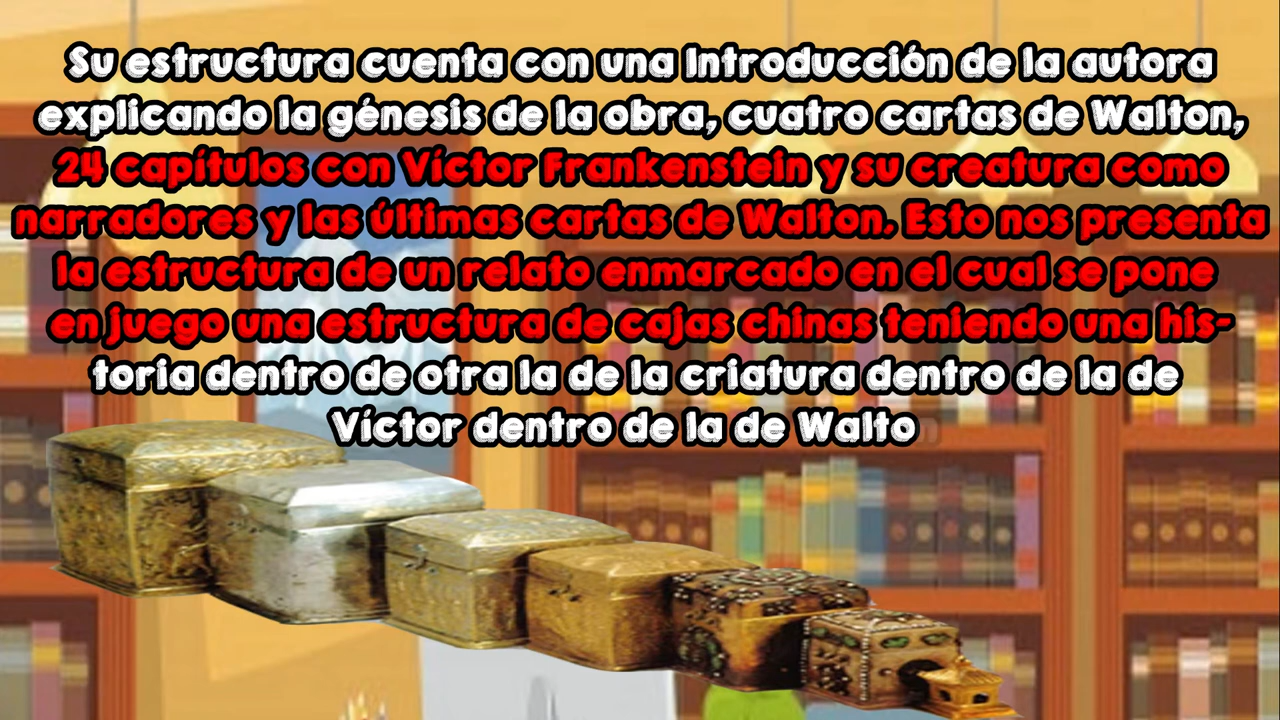 Su estructura cuenta con una Introducción de la autora
explicando la génesis de la obra, cuatro cartas de Walton,
24 capítulos con Víctor Frankenstein y su creatura como
narradores y las últimas cartas de Walton. Esto nos presenta
la estructura de un relato enmarcado en el cual se pone
en juego una estructura de cajas chinas teniendo una his-
toria dentro de otra la de la criatura dentro de la de
Víctor dentro de la de Walton